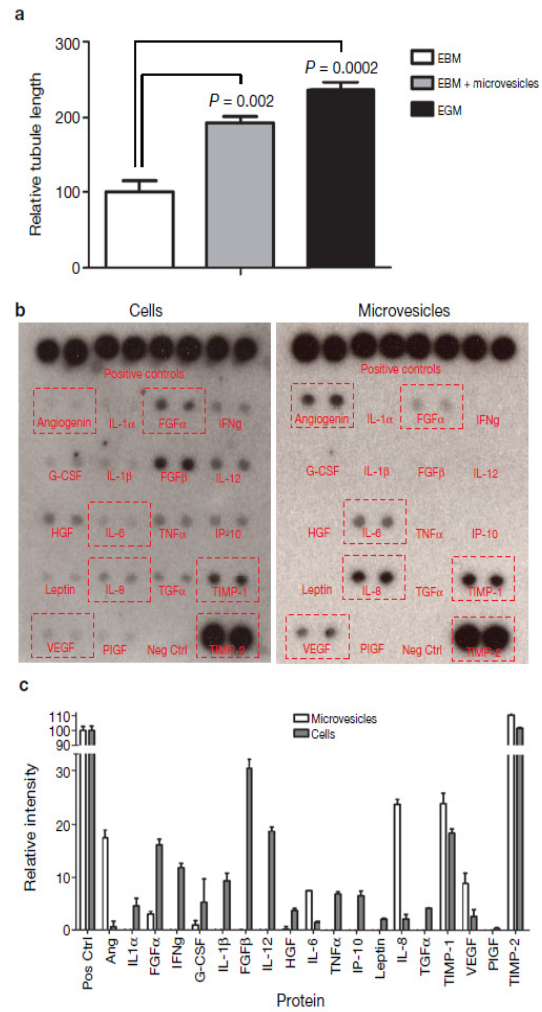 a
300
200
100
0
Relative tubule length
P = 0.002
P = 0.0002
EBM
EBM + microvesicles
EGM
b
Cells
Positive controls
Angiogenin IL-1α FGFα IFNg
G-CSF IL-1β FGFβ IL-12
HGF IL-6 TNFα IP-10
Leptin IL-8 TGFα TIMP-1
VEGF PIGF Neg Ctrl TIMP-2
Microvesicles
Positive controls
Angiogenin IL-1α FGFα IFNg
G-CSF IL-1β FGFβ IL-12
HGF IL-6 TNFα IP-10
Leptin IL-8 TGFα TIMP-1
VEGF PIGF Neg Ctrl TIMP-2
c
110
100
90
30
20
10
0
Relative intensity
Microvesicles
Cells
Pos Ctrl Ang IL1α FGFα IFNg G-CSF IL-1β FGFβ IL-12 HGF IL-6 TNFα IP-10 Leptin IL-8 TGFα TIMP-1 VEGF PIGF TIMP-2
Protein